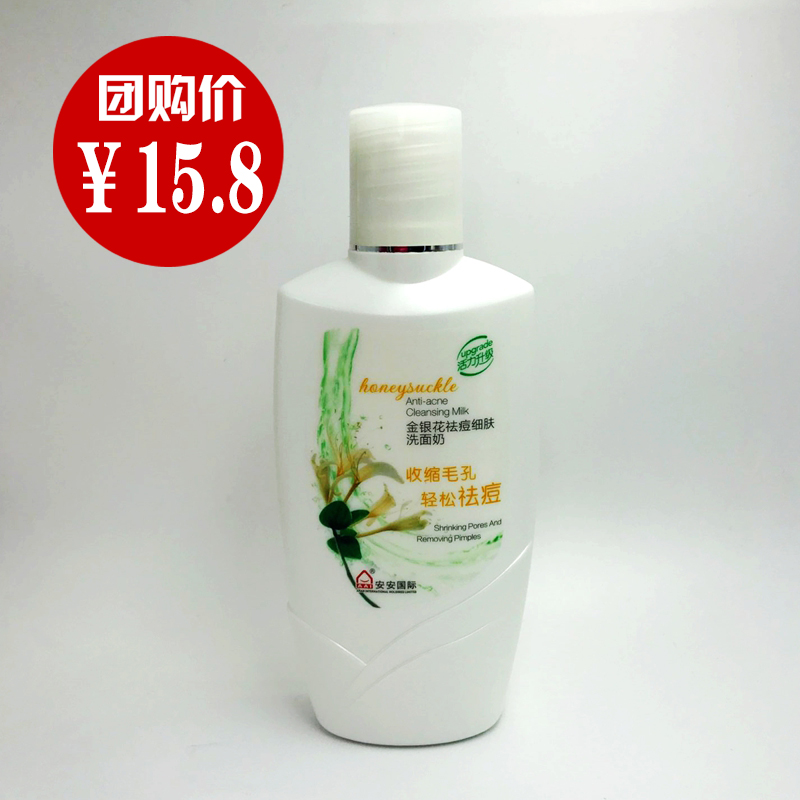 团购价
￥15.8
upgrade
活力升级
honeysuckle
Anti-acne
Cleansing Milk
金银花祛痘细肤
洗面奶
收缩毛孔
轻松祛痘
Shrinking Pores And
Removing Pimples
AAI
®
安安国际